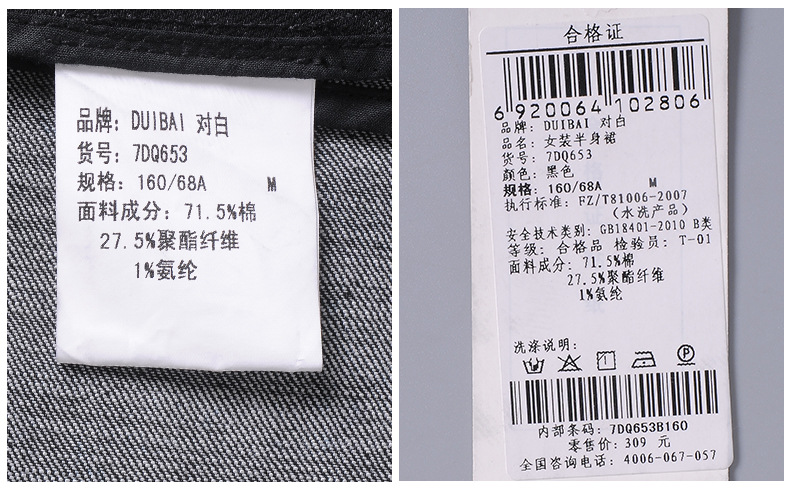 品牌: DUIBAI 对白
货号: 7DQ653
规格: 160/68A M
面料成分: 71.5%棉
27.5%聚酯纤维
1%氨纶
合格证
6 920064 102806
品牌: DUIBAI 对白
品名: 女装半身裙
货号: 7DQ653
颜色: 黑色
规格: 160/68A M
执行标准: FZ/T81006-2007
(水洗产品)
安全技术类别: GB18401-2010 B类
等级: 合格品 检验员: T-01
面料成分: 71.5%棉
27.5%聚酯纤维
1%氨纶
洗涤说明:
P
内部条码: 7DQ653B160
零售价: 309 元
全国咨询电话: 4006-067-057